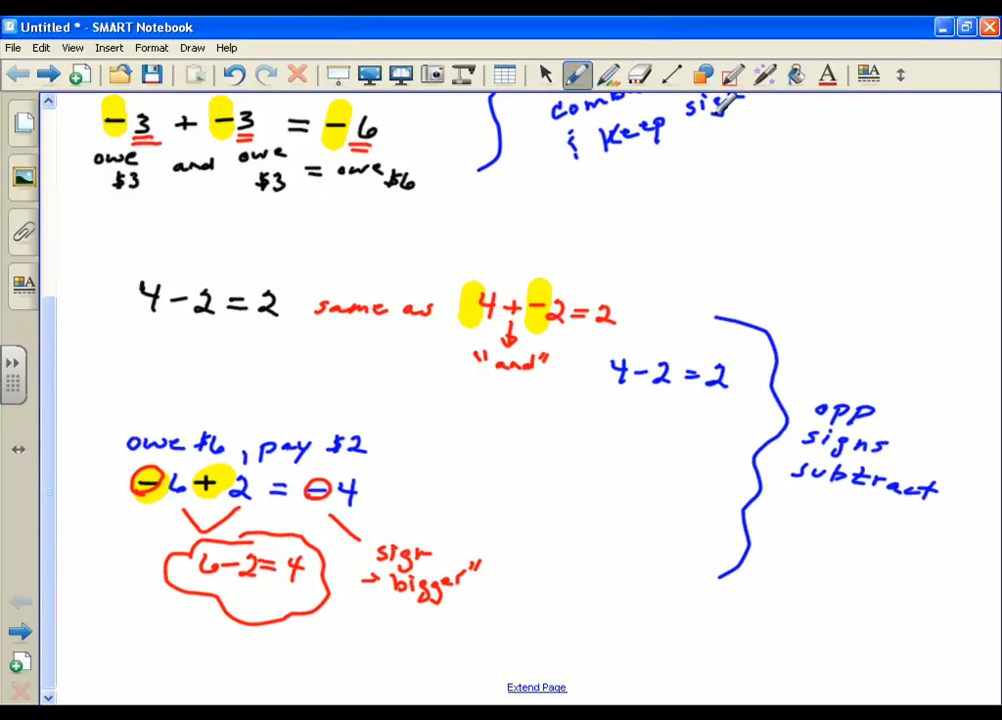 Untitled * - SMART Notebook
File Edit View Insert Format Draw Help
-3 + -3 = -6
owe $3 and owe $3 = owe $6
& Keep
4-2=2 same as 4+-2=2
"and"
4-2=2
opp
signs
subtract
owe $6, pay $2
-6+2 = -4
6-2=4
sign
→ bigger"
Extend Page